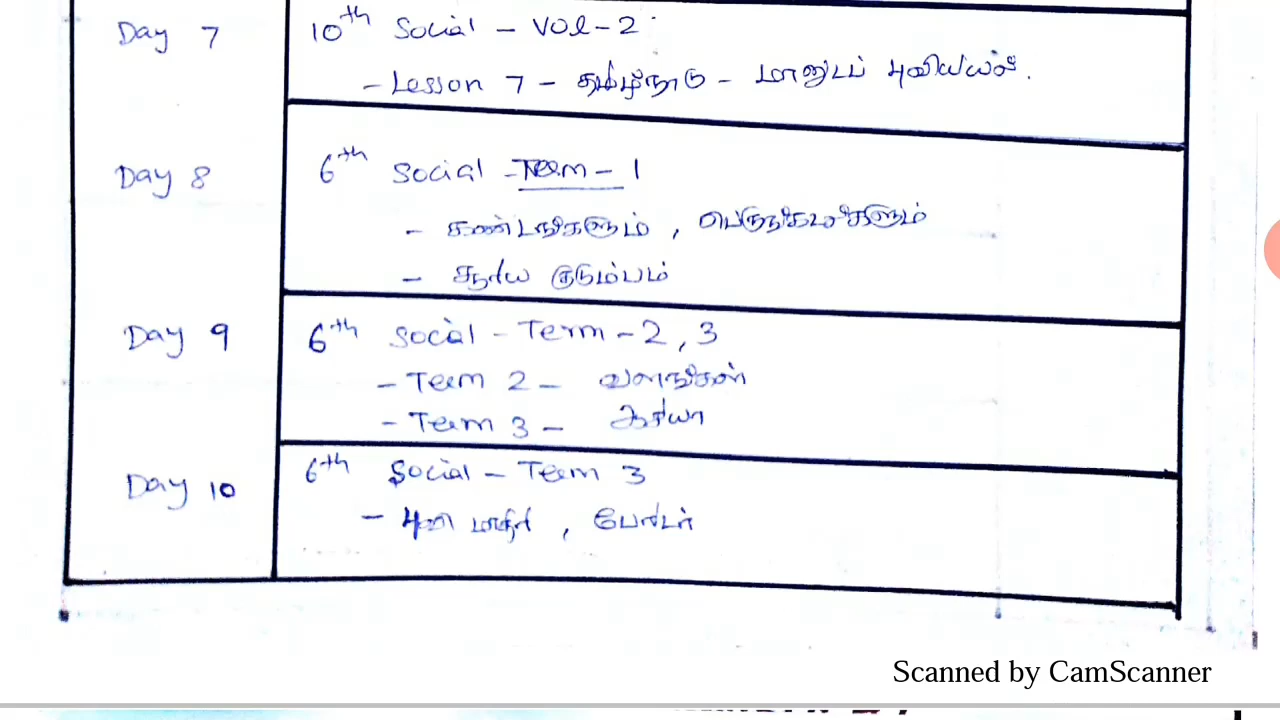 Day 7
10th Social - Vol-2
- Lesson 7 - தமிழ்நாடு - மானுடப் புவியியல்.
Day 8
6th Social - Term - 1
- கண்டங்களும், பெருங்கடல்களும்
- சூரிய குடும்பம்
Day 9
6th Social - Term - 2, 3
- Term 2 - வளங்கள்
- Term 3 - ஆசியா
Day 10
6th Social - Term 3
- புவி மாதிரி, பேரிடர்
Scanned by CamScanner